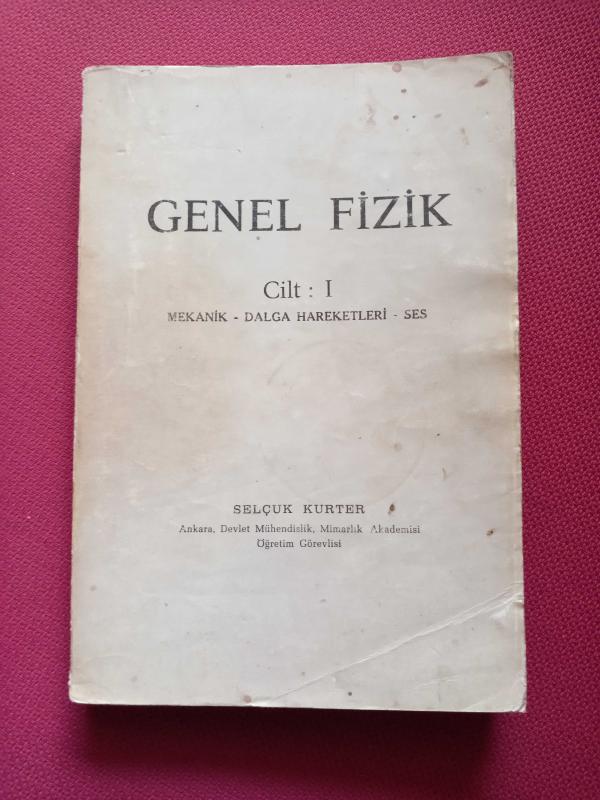 GENEL FİZİK
Cilt : I
MEKANİK - DALGA HAREKETLERİ - SES
SELÇUK KURTER
Ankara, Devlet Mühendislik, Mimarlık Akademisi
Öğretim Görevlisi